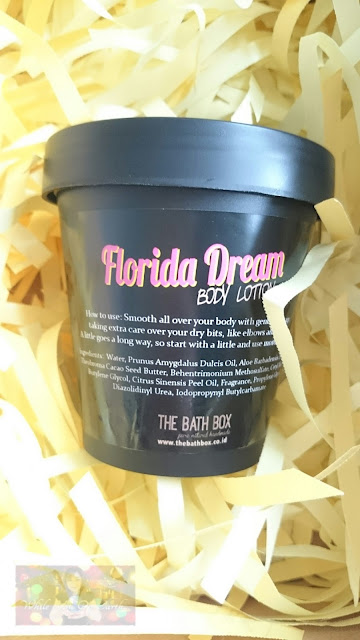 Florida Dream
BODY LOTION
How to use: Smooth all over your body with
taking extra care over your dry bits, like elbows
A little goes a long way, so start with a little and use
Ingredients: Water, Prunus Amygdalus Dulcis Oil, Aloe
Theobroma Cacao Seed Butter, Behentrimonium Methosulfate,
Butylene Glycol, Citrus Sinensis Peel Oil, Fragrance,
Diazolidinyl Urea, Iodopropynyl Butylcarbamate
THE BATH BOX
pure natural handmade
www.thebathbox.co.id